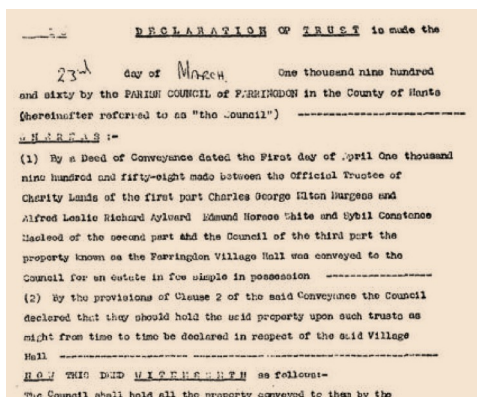 DECLARATION OF TRUST is made the
23rd day of MARCH One thousand nine hundred
and sixty by the PARISH COUNCIL of FARRINGDON in the County of Hants
(hereinafter referred to as "the Council") --------------------
WHEREAS :-
(1) By a Deed of Conveyance dated the First day of April One thousand
nine hundred and fifty-eight made between the Official Trustee of
Charity Lands of the first part Charles George Elton Burgess and
Alfred Leslie Richard Aylward Edmund Horace White and Sybil Constance
Macleod of the second part and the Council of the third part the
property known as the Farringdon Village Hall was conveyed to the
Council for an estate in fee simple in possession ----------------
(2) By the provisions of Clause 2 of the said Conveyance the Council
declared that they should hold the said property upon such trusts as
might from time to time be declared in respect of the said Village
Hall --------------------------------------------------
NOW THIS DEED WITNESSETH as follows:-
The Council shall hold all the property conveyed to them by the